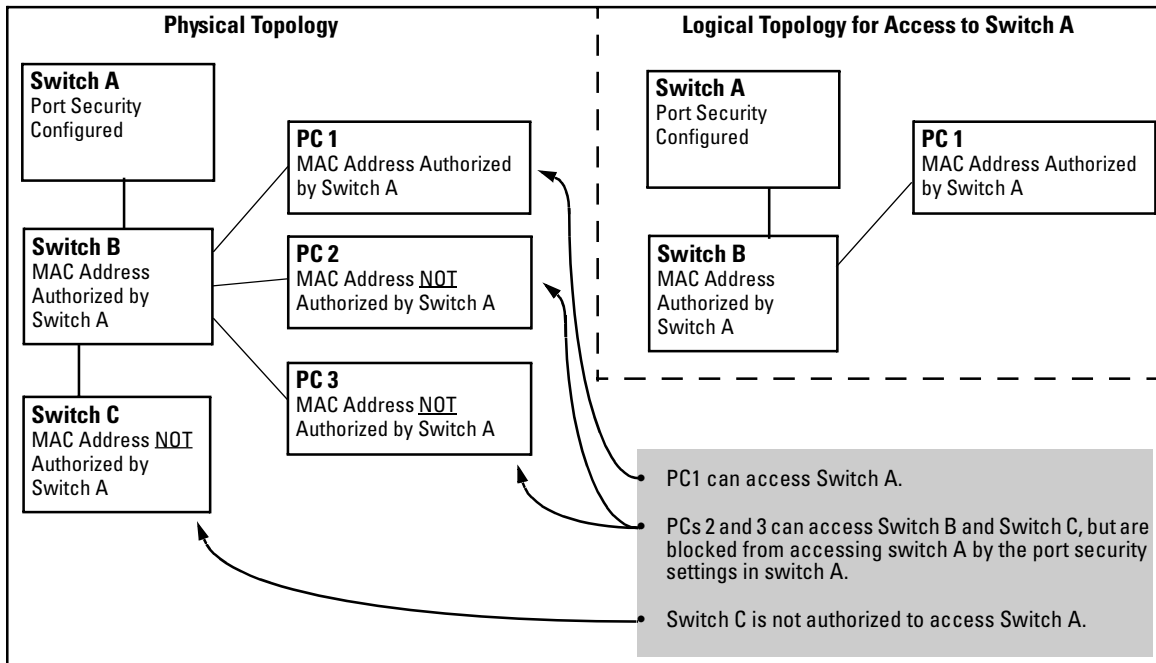 Physical Topology
Switch A
Port Security
Configured
Switch B
MAC Address
Authorized by
Switch A
Switch C
MAC Address NOT
Authorized by
Switch A
PC 1
MAC Address Authorized
by Switch A
PC 2
MAC Address NOT
Authorized by Switch A
PC 3
MAC Address NOT
Authorized by Switch A
Logical Topology for Access to Switch A
Switch A
Port Security
Configured
Switch B
MAC Address
Authorized by
Switch A
PC 1
MAC Address Authorized
by Switch A
• PC1 can access Switch A.
• PCs 2 and 3 can access Switch B and Switch C, but are
blocked from accessing switch A by the port security
settings in switch A.
• Switch C is not authorized to access Switch A.